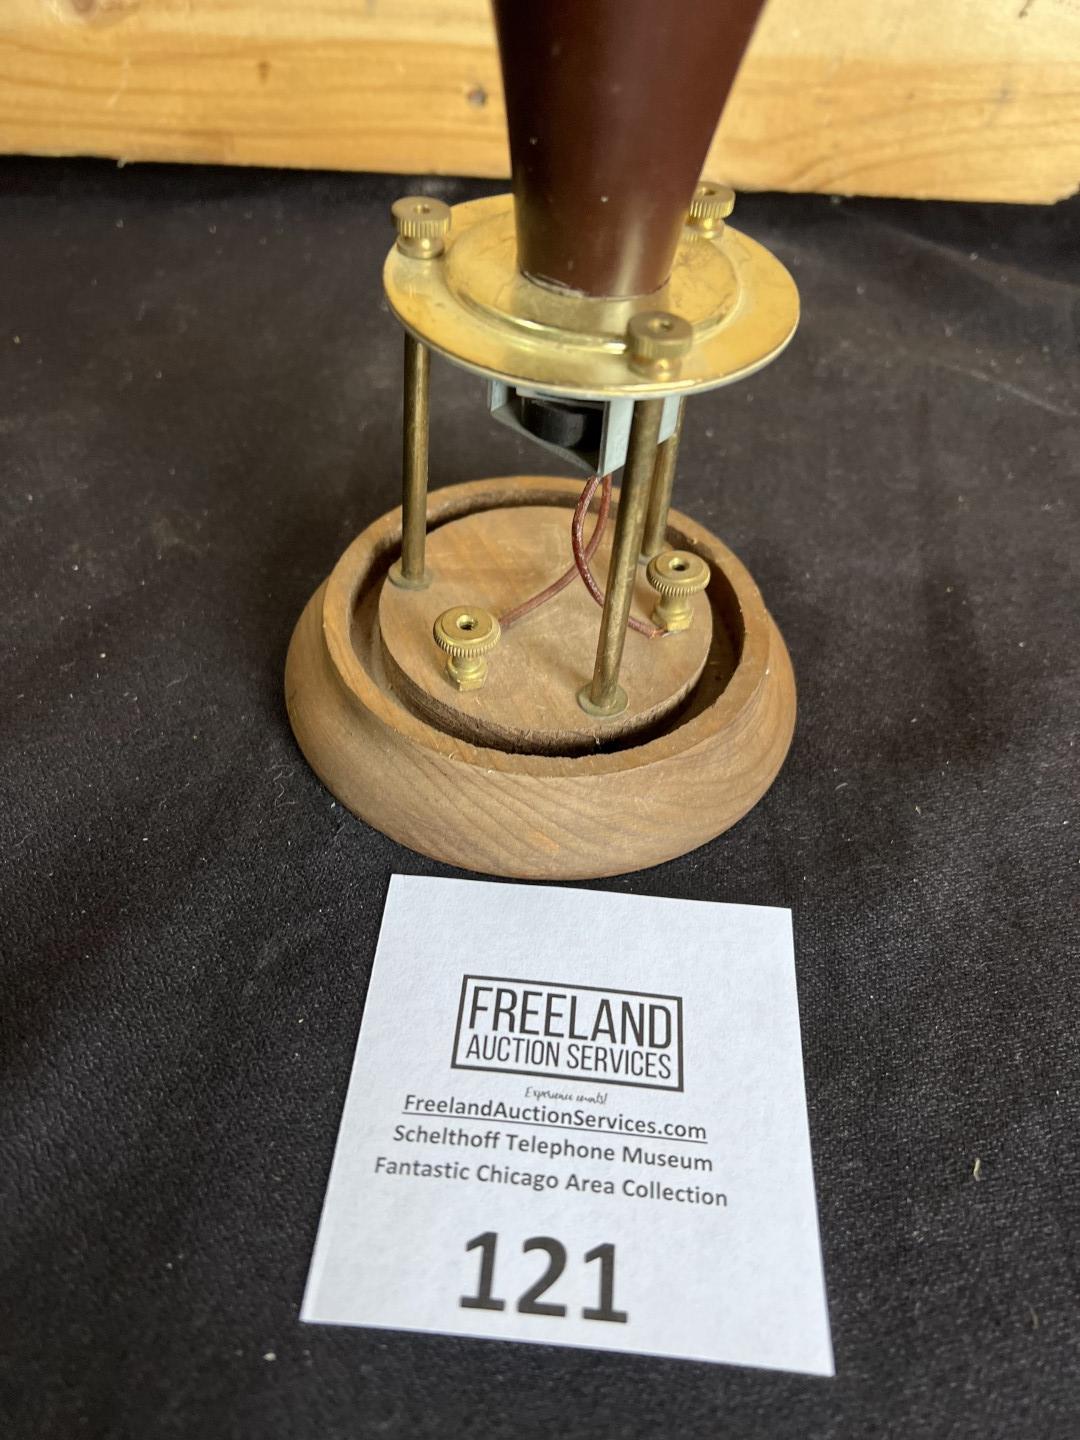 FREELAND
AUCTION SERVICES
Experience counts!
FreelandAuctionServices.com
Schelthoff Telephone Museum
Fantastic Chicago Area Collection
121